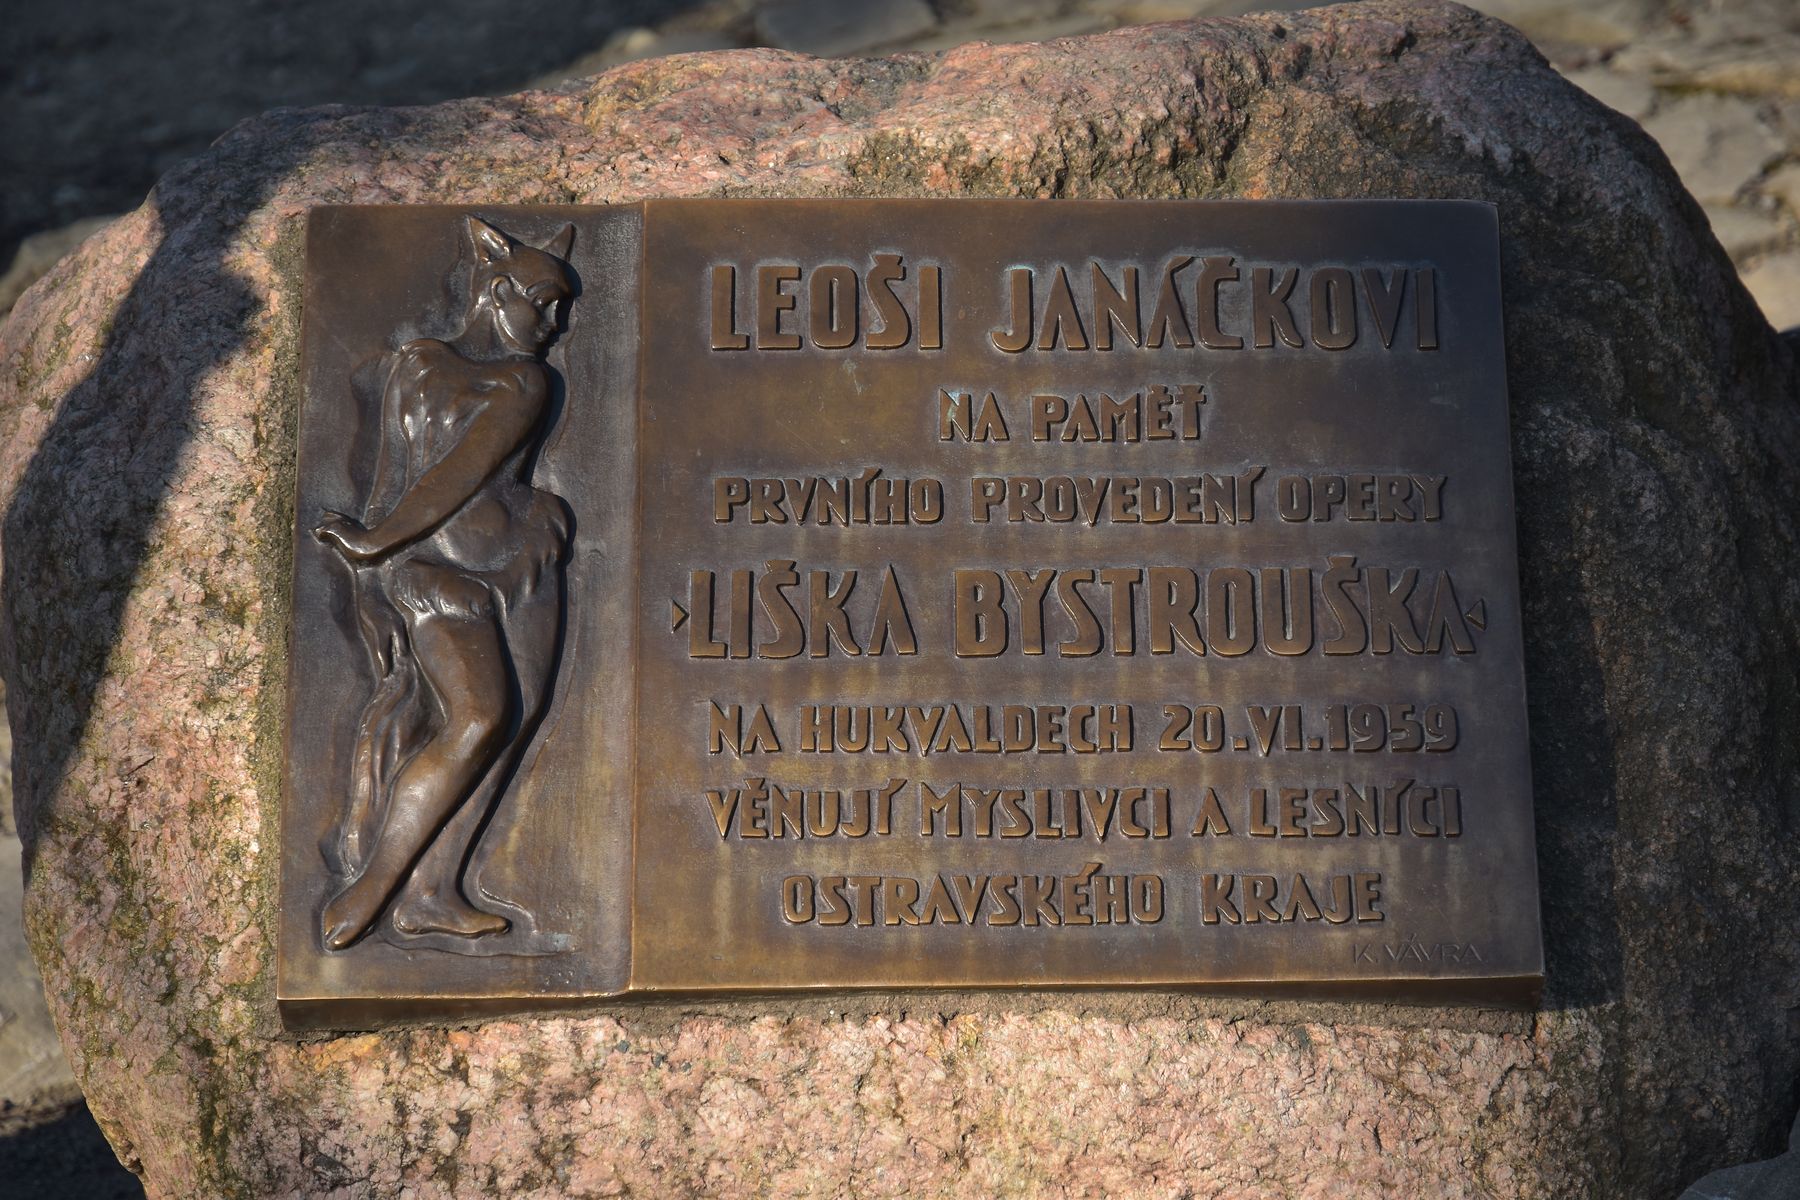 LEOŠI JANÁČKOVI
NA PAMĚŤ
PRVNÍHO PROVEDENÍ OPERY
LIŠKA BYSTROUŠKA
NA HUKVALDECH 20.VI.1959
VĚNUJÍ MYSLIVCI A LESNÍCI
OSTRAVSKÉHO KRAJE
K. VÁVRA